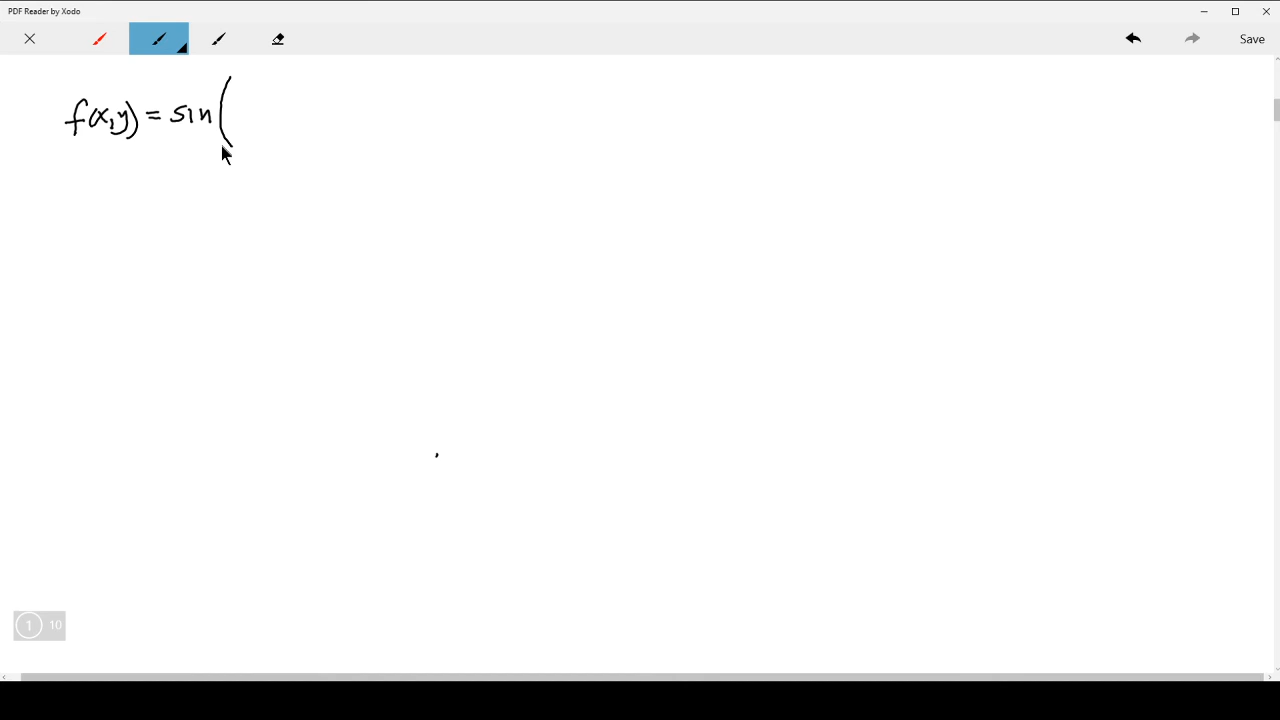 PDF Reader by Xodo
Save
f(x,y) = sin(
1 10